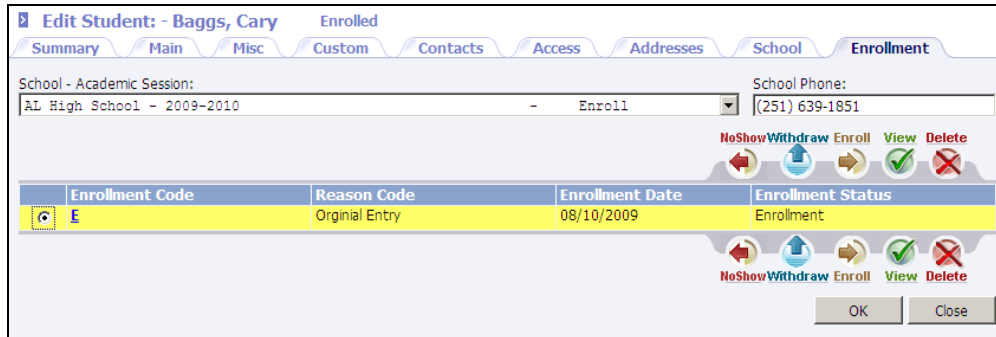 Edit Student: - Baggs, Cary Enrolled
Summary Main Misc Custom Contacts Access Addresses School Enrollment
School - Academic Session: School Phone:
AL High School - 2009-2010 - Enroll (251) 639-1851
NoShow Withdraw Enroll View Delete
Enrollment Code Reason Code Enrollment Date Enrollment Status
E Orginial Entry 08/10/2009 Enrollment
NoShow Withdraw Enroll View Delete
OK Close